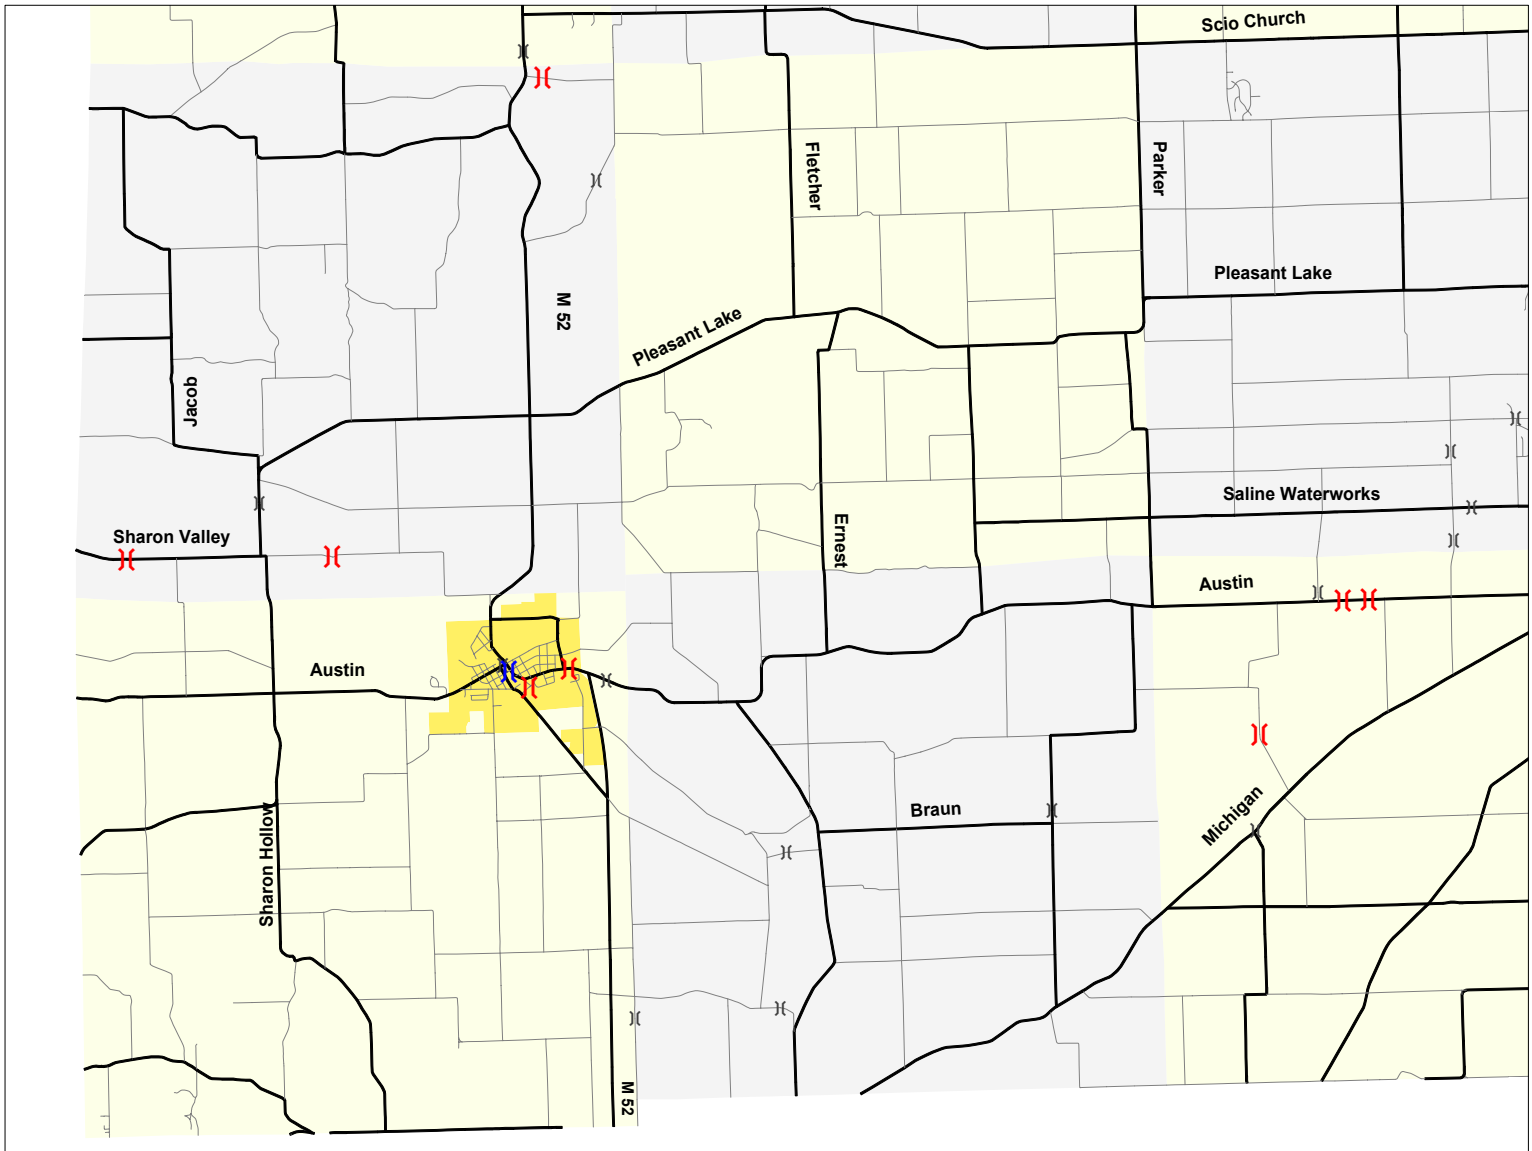 Scio Church
Fletcher
Parker
Pleasant Lake
M 52
Pleasant Lake
Jacob
Saline Waterworks
Sharon Valley
Ernest
Austin
Austin
Braun
Michigan
Sharon Hollow
M 52